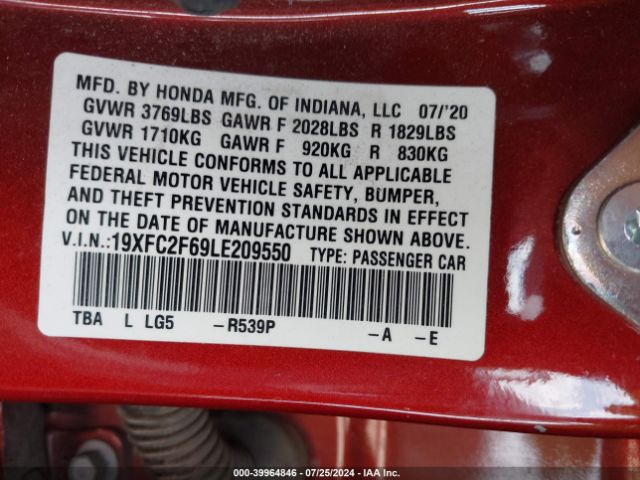 MFD. BY HONDA MFG. OF INDIANA, LLC 07/'20
GVWR 3769LBS GAWR F 2028LBS R 1829LBS
GVWR 1710KG GAWR F 920KG R 830KG
THIS VEHICLE CONFORMS TO ALL APPLICABLE
FEDERAL MOTOR VEHICLE SAFETY, BUMPER,
AND THEFT PREVENTION STANDARDS IN EFFECT
ON THE DATE OF MANUFACTURE SHOWN ABOVE.
V.I.N.:19XFC2F69LE209550 TYPE: PASSENGER CAR
TBA L LG5 -R539P -A -E
000-39964846 - 07/25/2024 - IAA Inc.